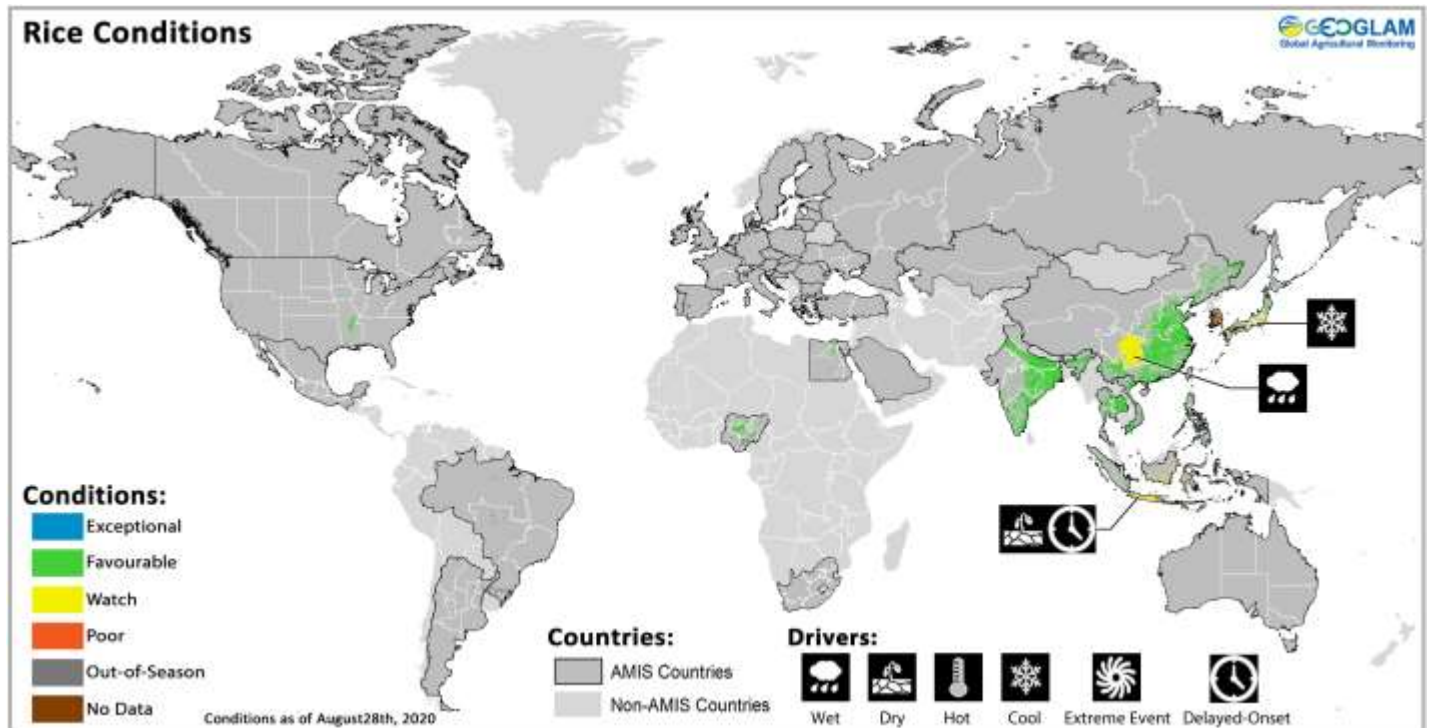 Rice Conditions
GEOGLAM
Global Agricultural Monitoring
Conditions:
Exceptional
Favourable
Watch
Poor
Out-of-Season
No Data
Conditions as of August28th, 2020
Countries:
AMIS Countries
Non-AMIS Countries
Drivers:
Wet Dry Hot Cool Extreme Event Delayed-Onset